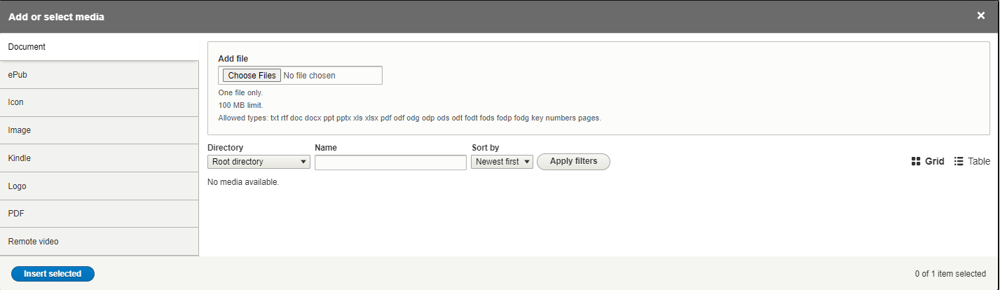 Add or select media
Document
ePub
Icon
Image
Kindle
Logo
PDF
Remote video
Add file
Choose Files No file chosen
One file only.
100 MB limit.
Allowed types: txt rtf doc docx ppt pptx xls xlsx pdf odf odg odp ods odt fodt fods fodp fodg key numbers pages.
Directory Name Sort by
Root directory Newest first Apply filters Grid Table
No media available.
Insert selected 0 of 1 item selected